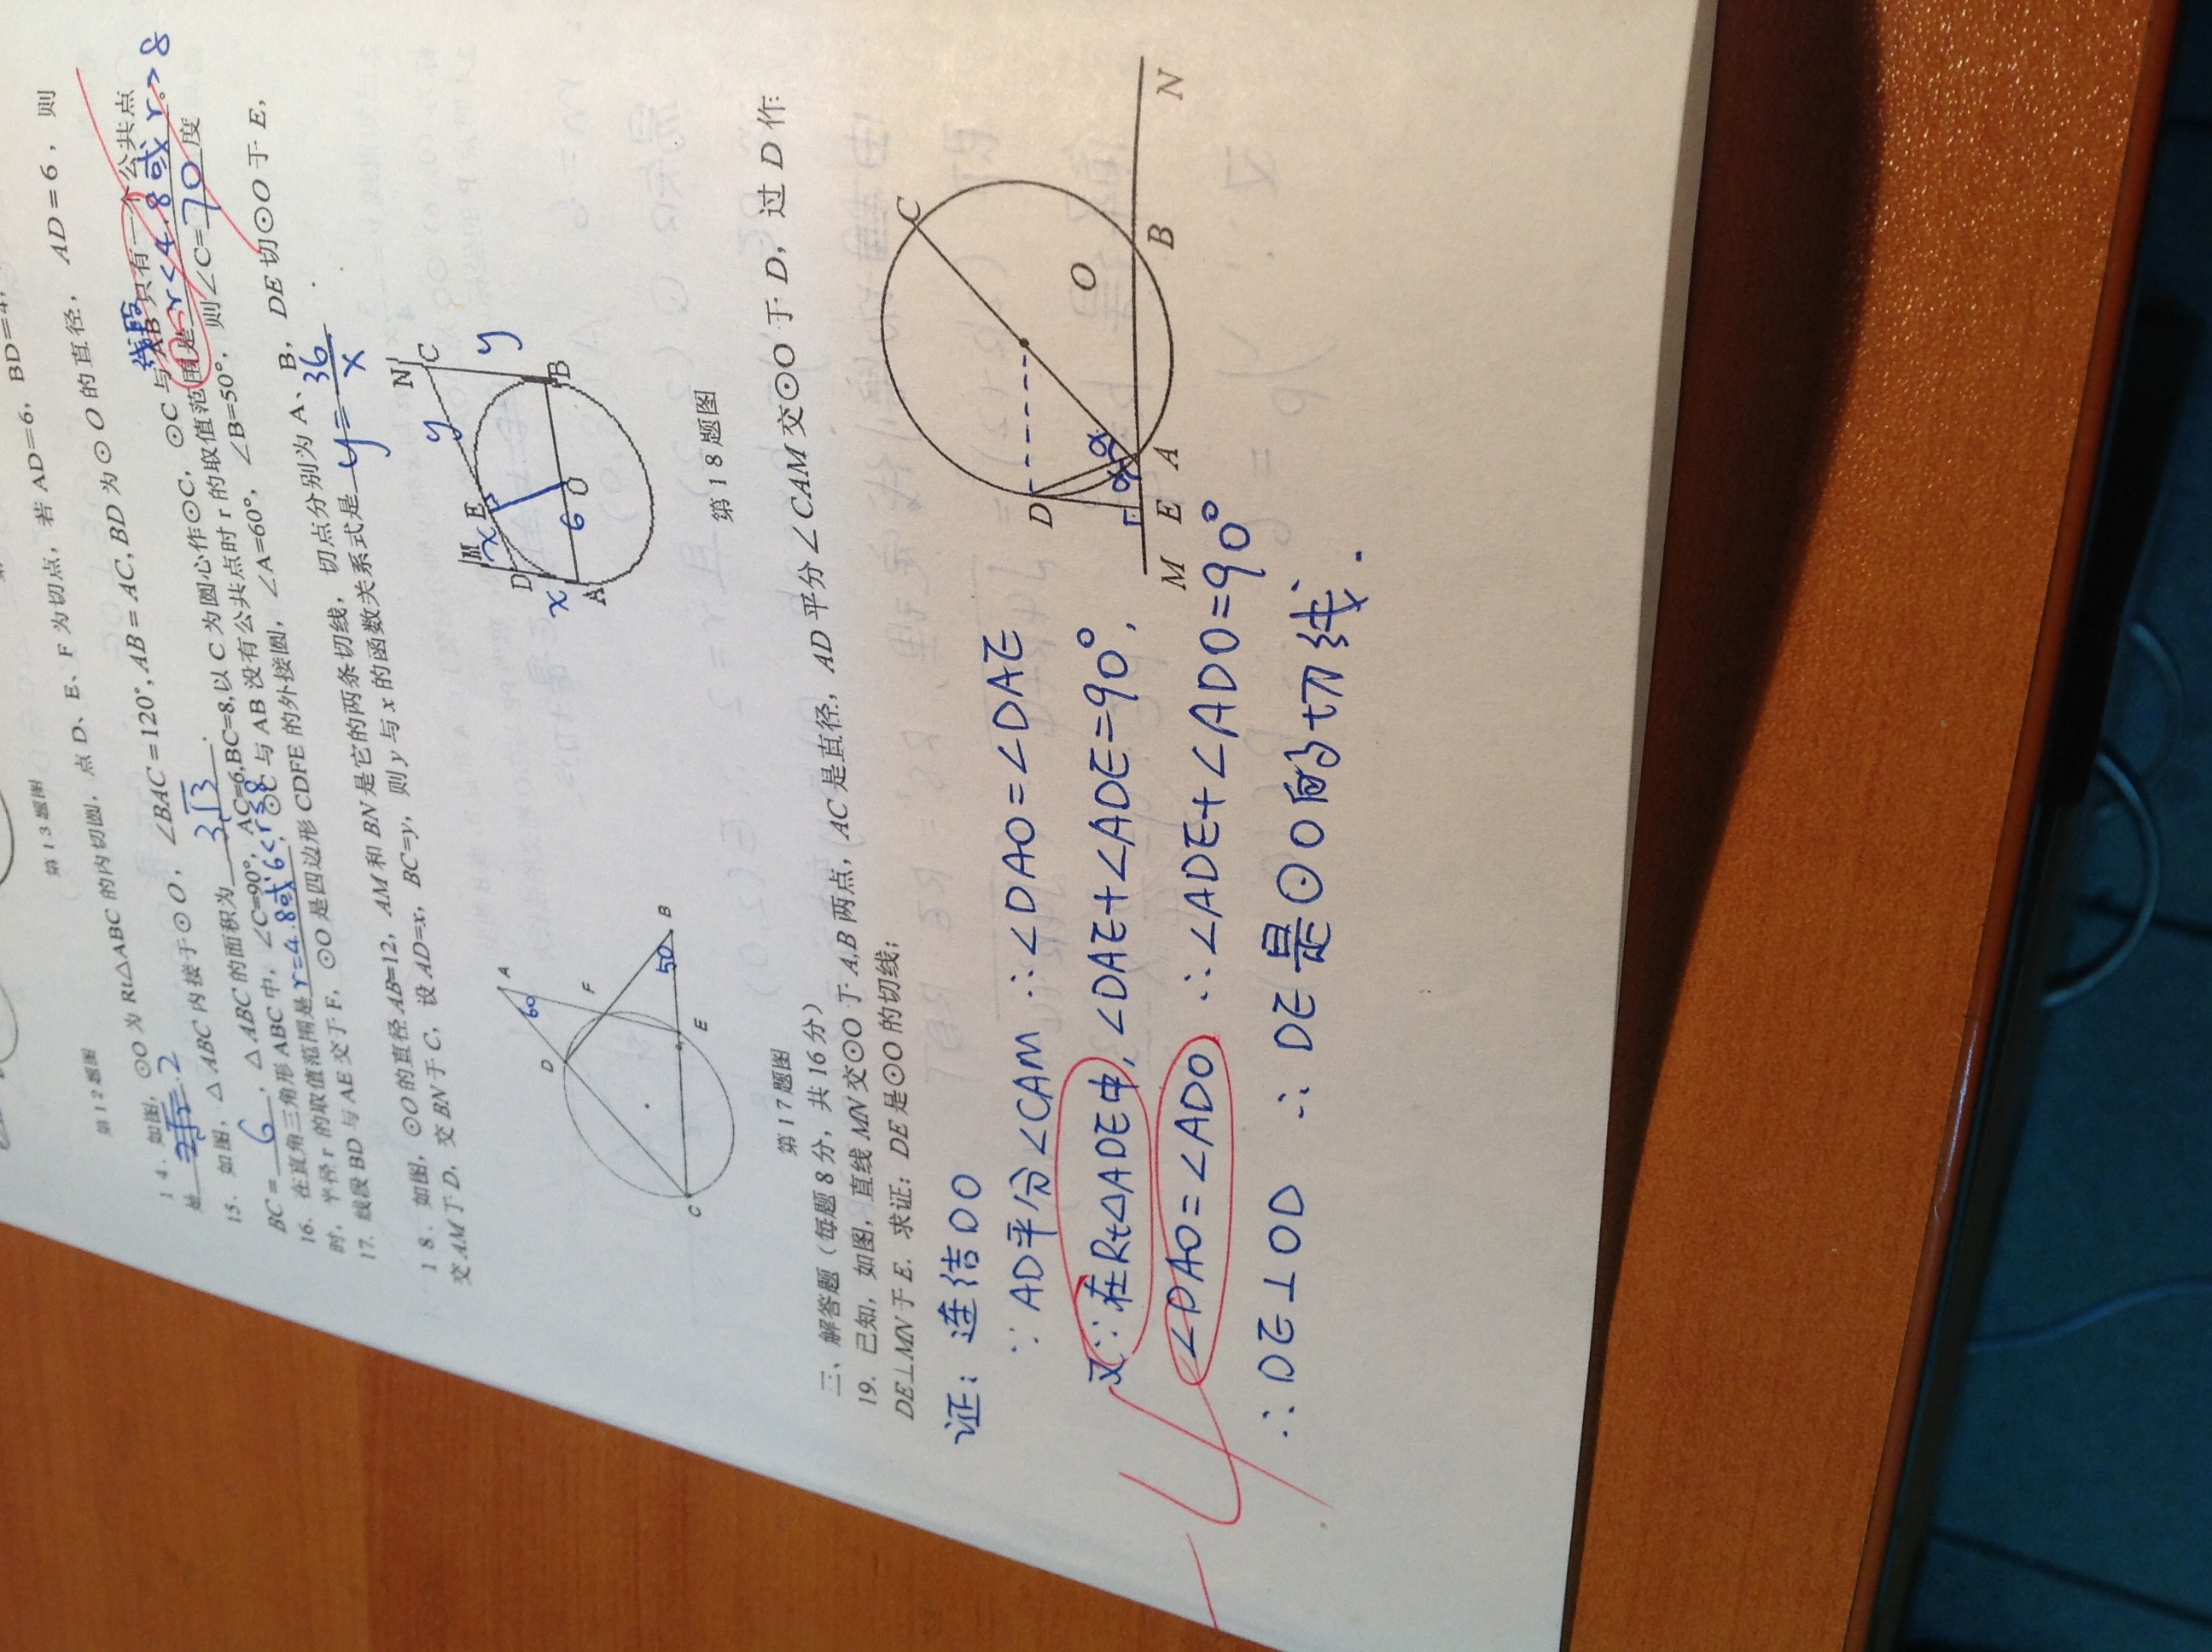 第13题图
第12题图
14．如图，⊙O 为 Rt△ABC 的内切圆，点 D、E、F 为切点，若 AD=6，BD=4，
是 2
15．如图，△ABC 内接于⊙O，∠BAC=120°，AB=AC，BD 为⊙O 的直径，AD=6，则
BC= 6 ，△ABC 的面积为 3√3 .
线段
16．在直角三角形 ABC 中，∠C=90°，AC=6,BC=8,以 C 为圆心作⊙C，⊙C 与 AB 只有一个公共点
时，半径 r 的取值范围是 r=4.8或6<r≤8 ，⊙C 与 AB 没有公共点时 r 的取值范围是 0<r<4.8或r>8 。
17．线段 BD 与 AE 交于 F，⊙O 是四边形 CDFE 的外接圆，∠A=60°，∠B=50°，则∠C= 70 度
18．如图，⊙O 的直径 AB=12，AM 和 BN 是它的两条切线，切点分别为 A、B，DE 切⊙O 于 E，
交 AM 于 D，交 BN 于 C，设 AD=x，BC=y，则 y 与 x 的函数关系式是 y=36/x
A
60
D
F
50
B
C
E
N
C
y
M
x
E
D
y
x
6
O
B
A
第17题图
第18题图
三、解答题（每题 8 分，共 16 分）
19．已知，如图，直线 MN 交⊙O 于 A,B 两点，AC 是直径，AD 平分∠CAM 交⊙O 于 D，过 D 作
DE⊥MN 于 E．求证：DE 是⊙O 的切线；
证：连结DO
∵AD平分∠CAM ∴∠DAO=∠DAE
又∵在Rt△ADE中，∠DAE+∠ADE=90°，
∠DAO=∠ADO ∴∠ADE+∠ADO=90°
∴DE⊥OD ∴DE是⊙O的切线．
-4
C
D
O
α α
M E A B N